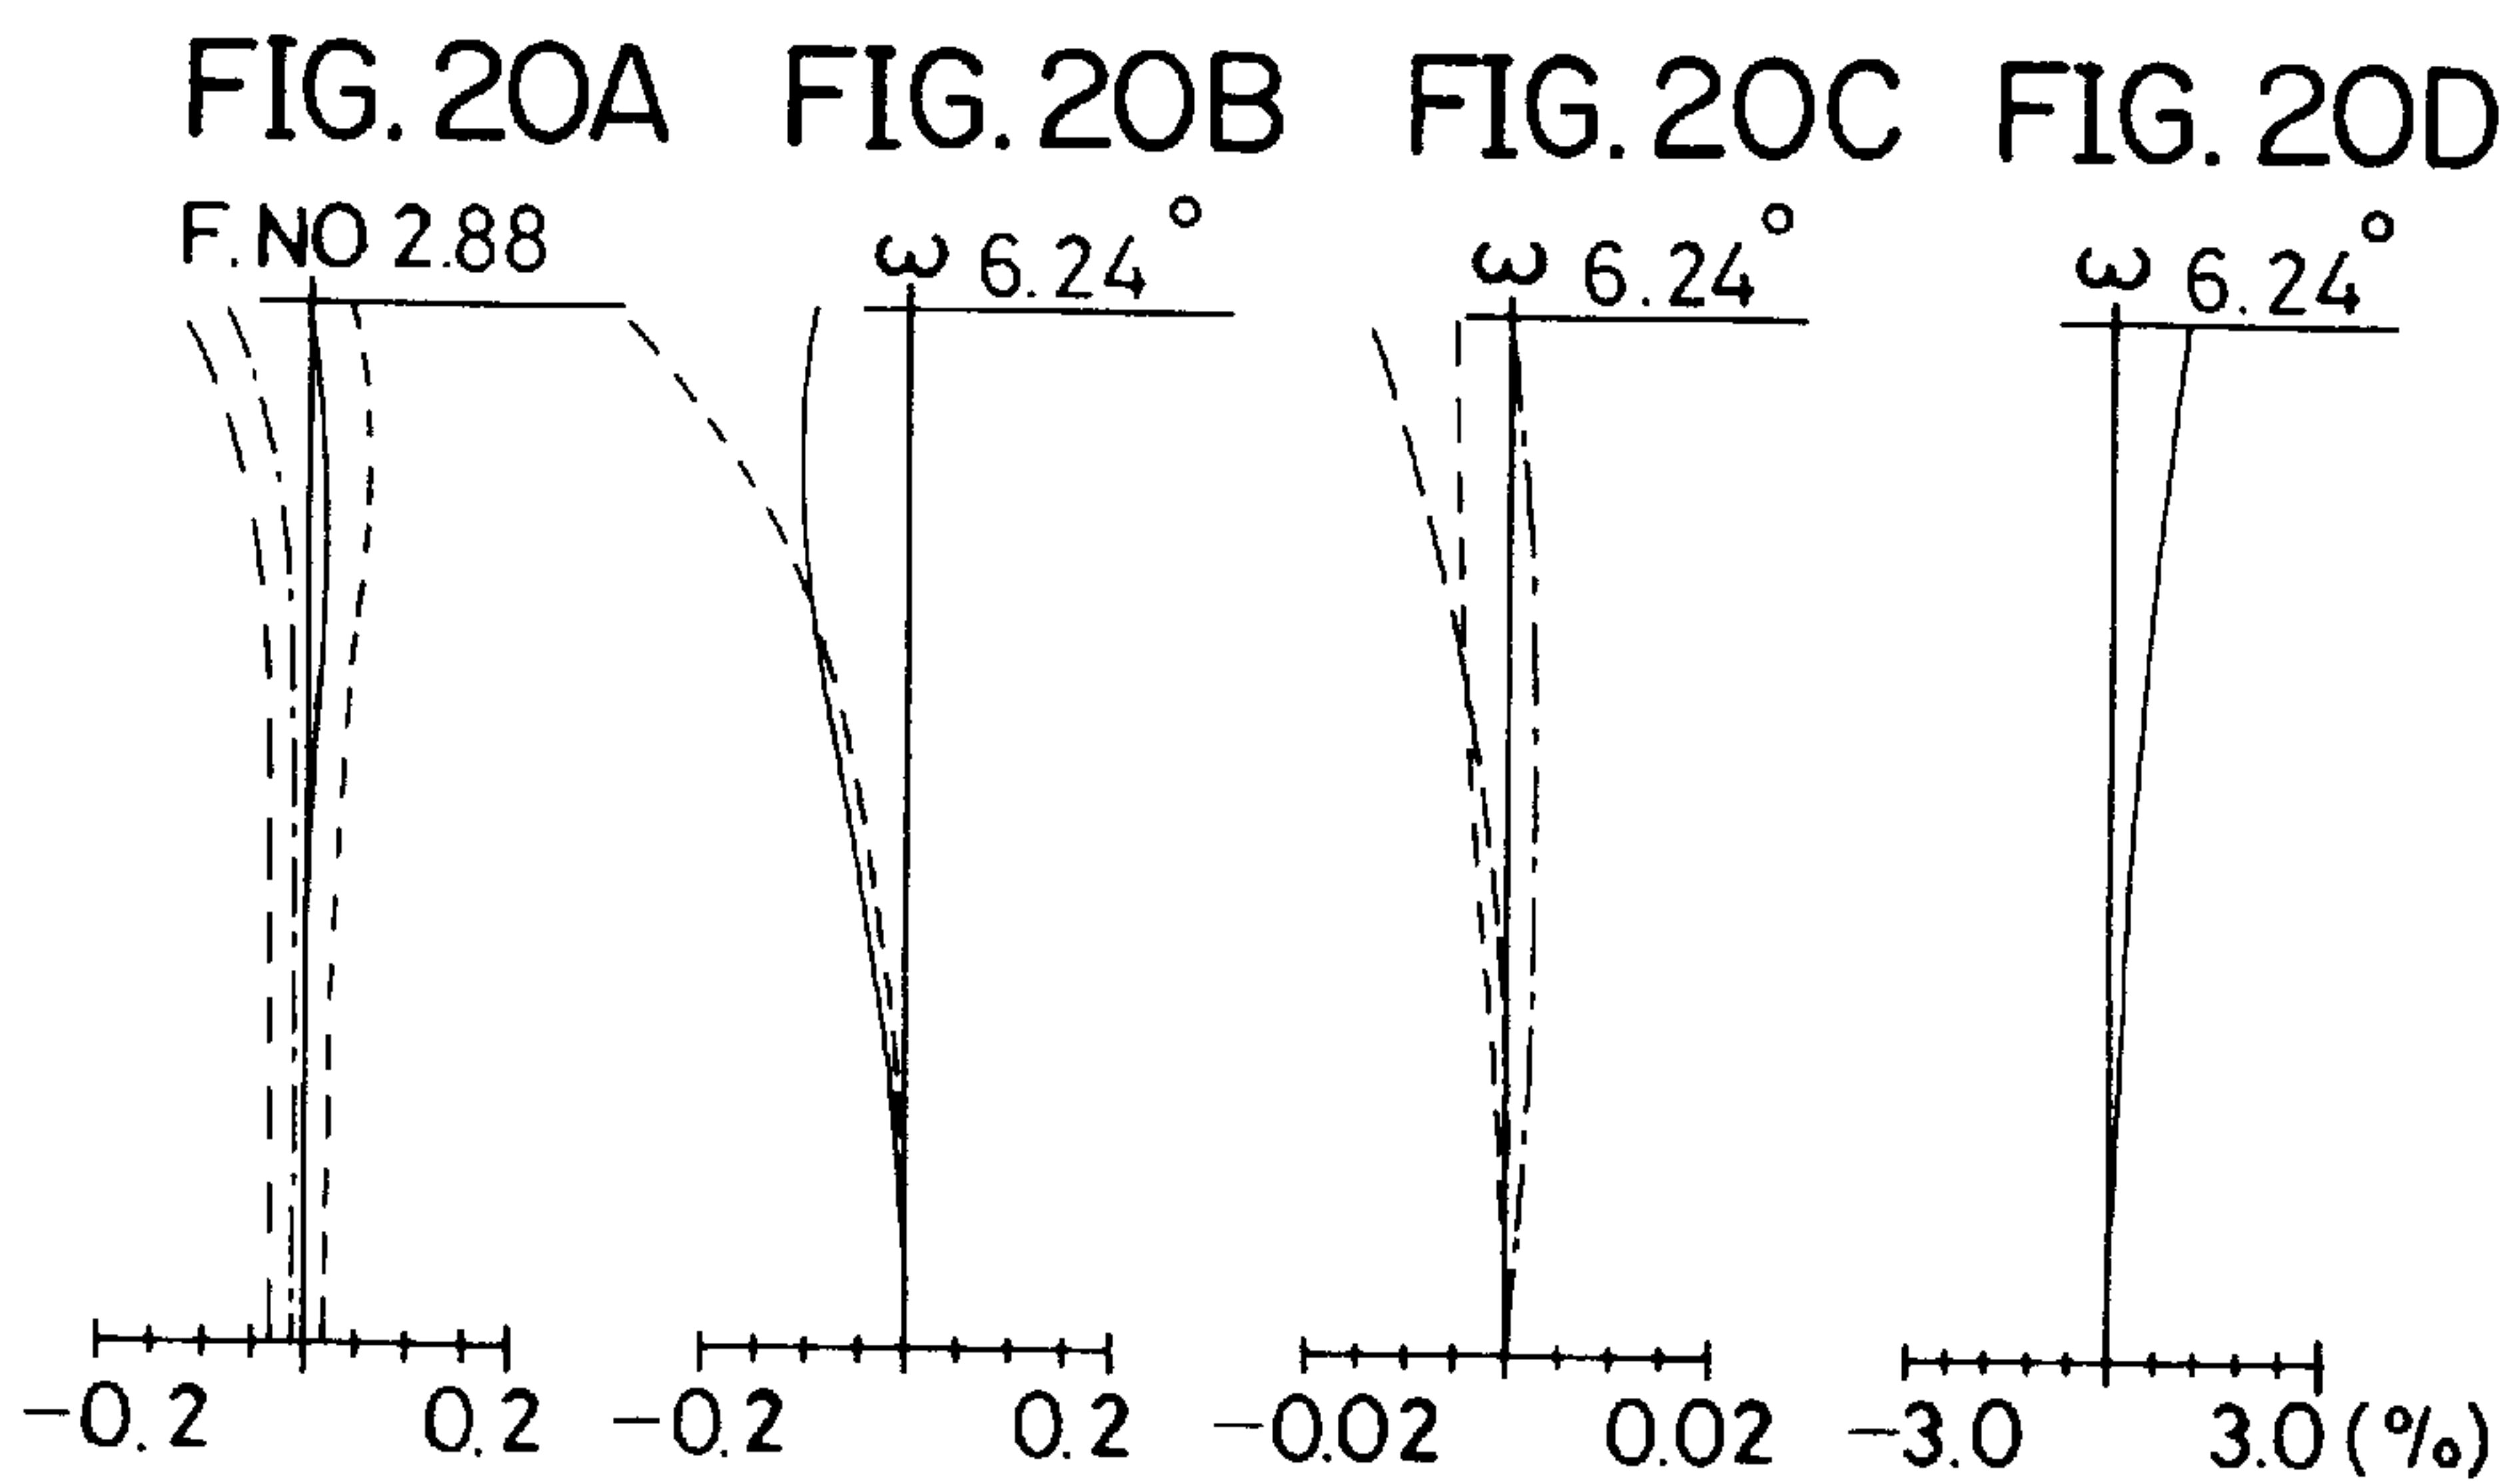 FIG. 20A FIG. 20B FIG. 20C FIG. 20D
F. NO 2.88 ω 6.24° ω 6.24° ω 6.24°
-0.2 0.2 -0.2 0.2 -0.02 0.02 -3.0 3.0 (%)